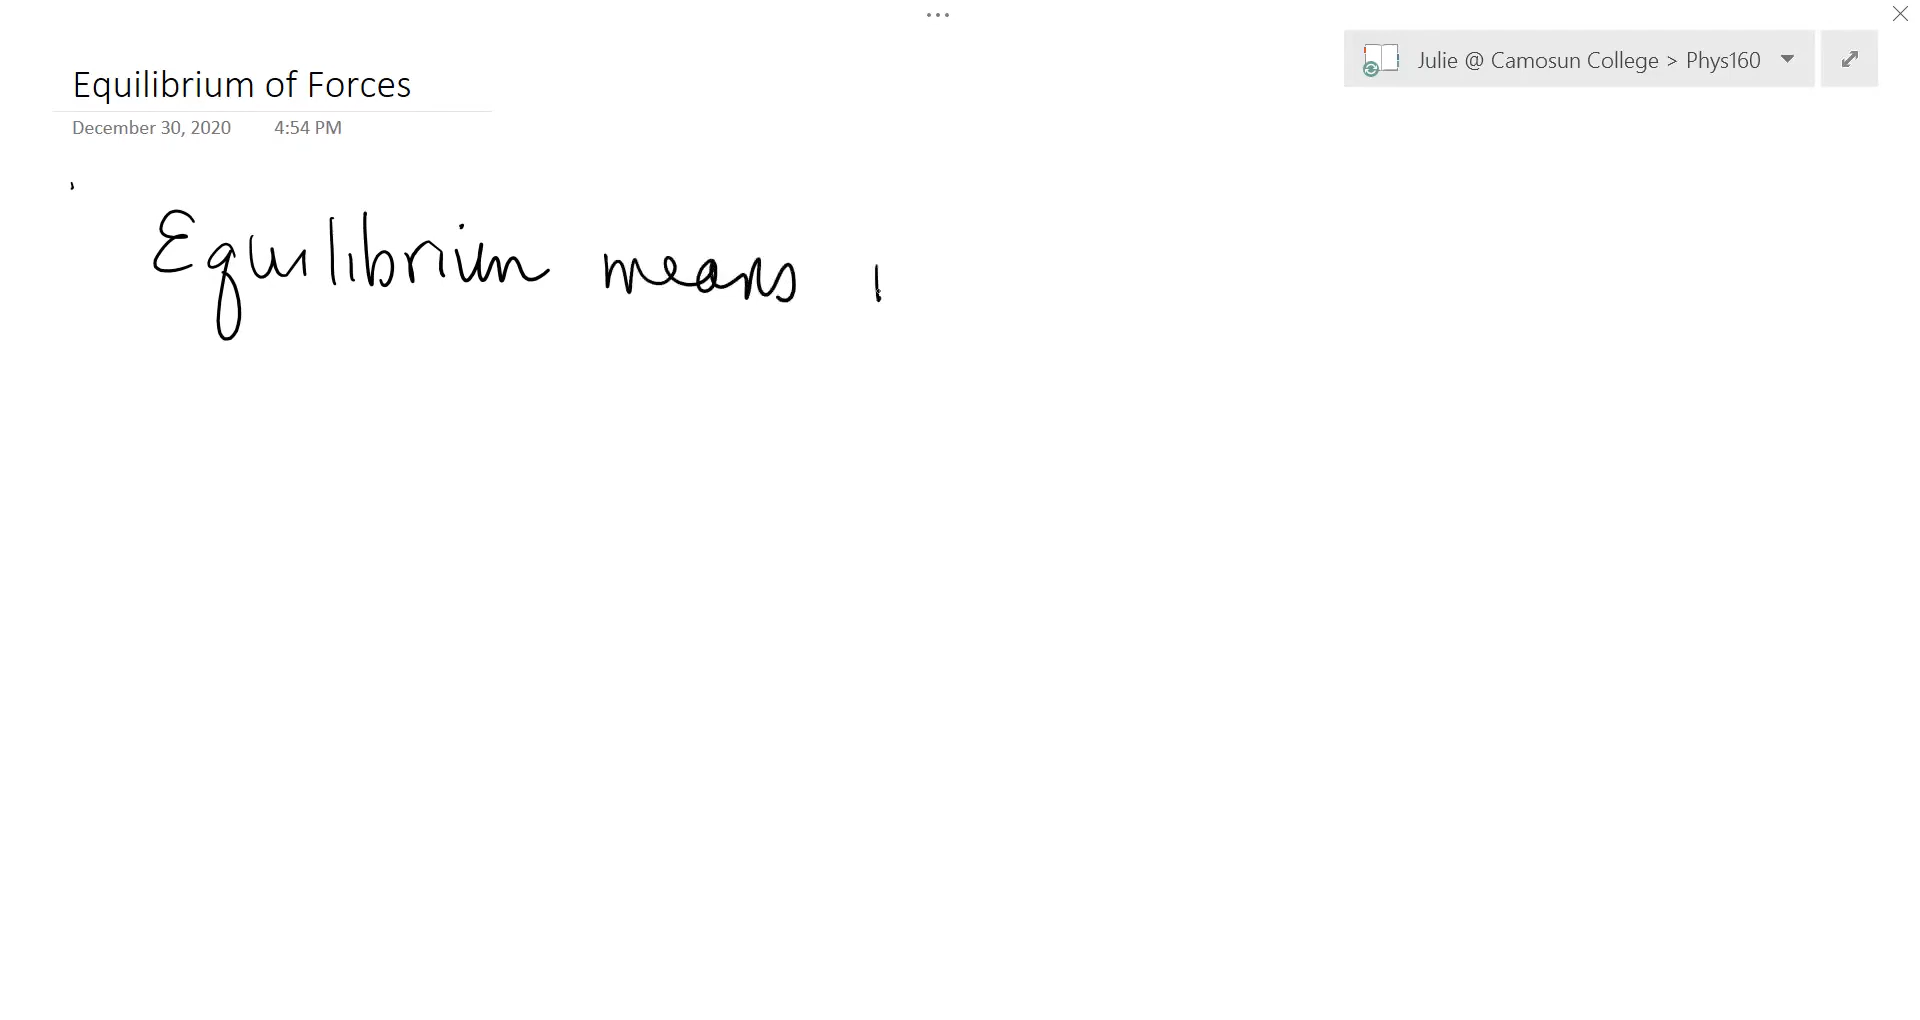 Julie @ Camosun College > Phys160
Equilibrium of Forces
December 30, 2020 4:54 PM
Equilibrium means